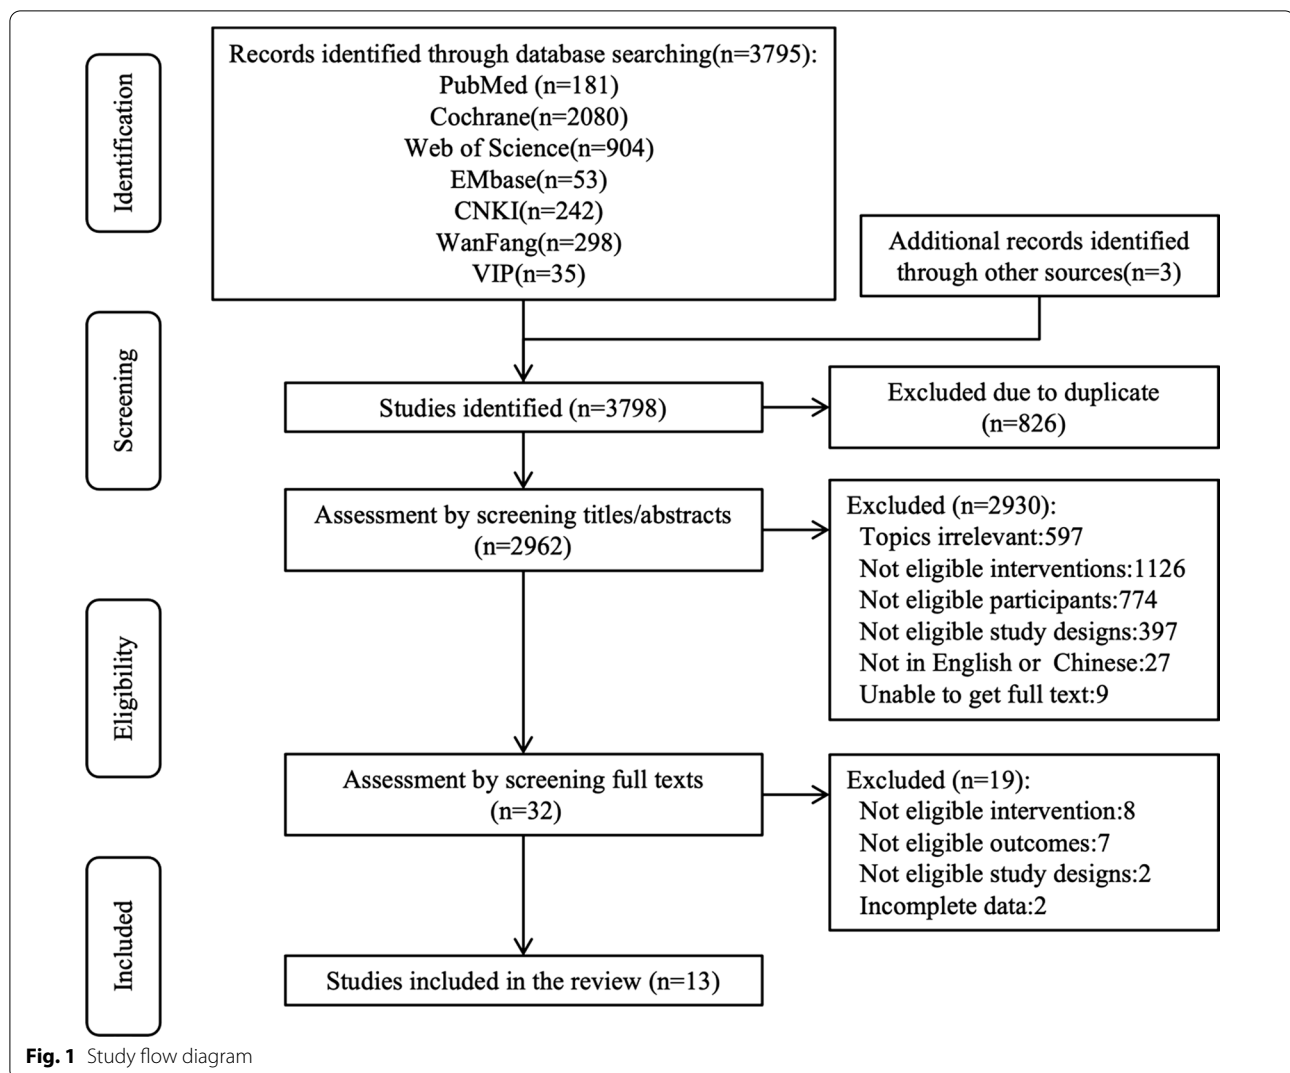 Identification
Records identified through database searching(n=3795):
PubMed (n=181)
Cochrane(n=2080)
Web of Science(n=904)
EMbase(n=53)
CNKI(n=242)
WanFang(n=298)
VIP(n=35)
Additional records identified
through other sources(n=3)
Screening
Studies identified (n=3798)
Excluded due to duplicate
(n=826)
Assessment by screening titles/abstracts
(n=2962)
Excluded (n=2930):
Topics irrelevant:597
Not eligible interventions:1126
Not eligible participants:774
Not eligible study designs:397
Not in English or Chinese:27
Unable to get full text:9
Eligibility
Assessment by screening full texts
(n=32)
Excluded (n=19):
Not eligible intervention:8
Not eligible outcomes:7
Not eligible study designs:2
Incomplete data:2
Included
Studies included in the review (n=13)
Fig. 1 Study flow diagram